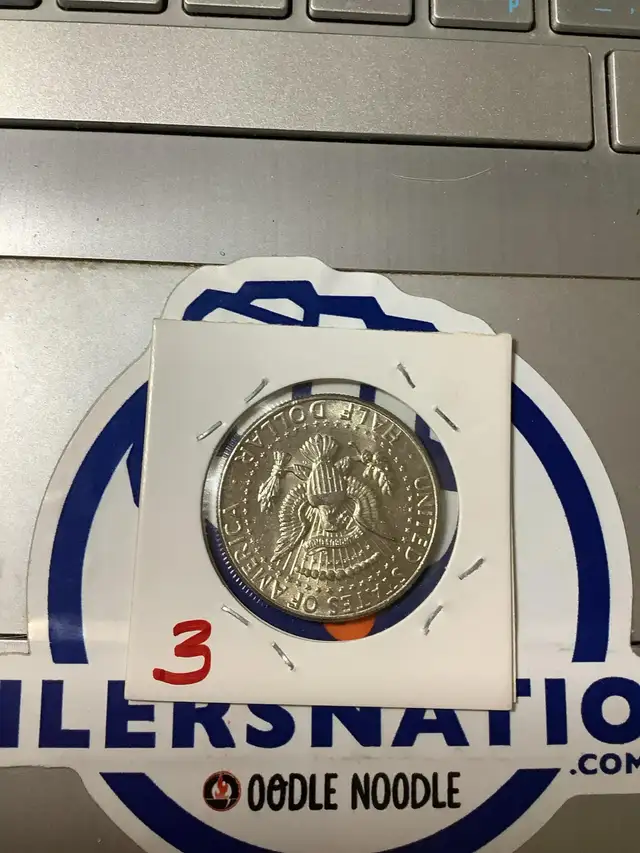 P
UNITED STATES OF AMERICA
HALF DOLLAR
3
ILERSNATIO
.COM
OODLE NOODLE